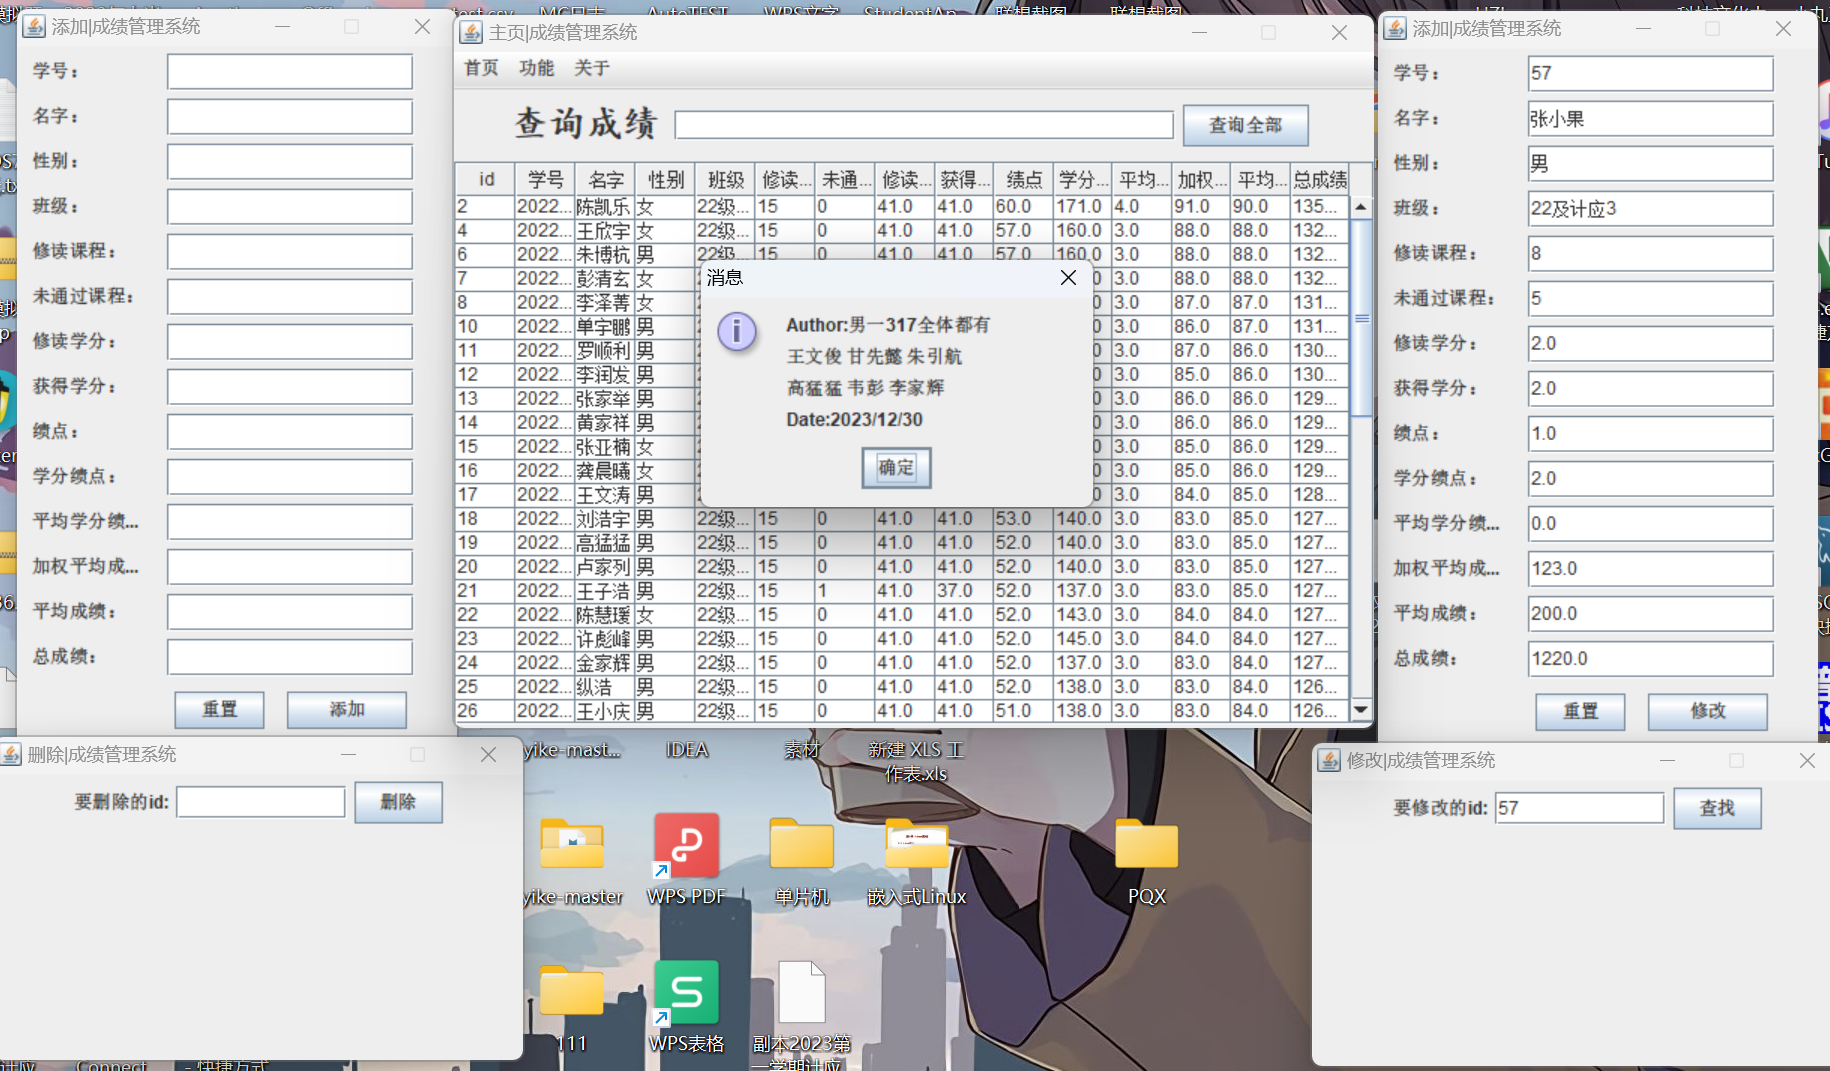 添加|成绩管理系统
学号：
名字：
性别：
班级：
修读课程：
未通过课程：
修读学分：
获得学分：
绩点：
学分绩点：
平均学分绩...
加权平均成...
平均成绩：
总成绩：
重置 添加
主页|成绩管理系统
首页 功能 关于
查询成绩 查询全部
id 学号 名字 性别 班级 修读... 未通... 修读... 获得... 绩点 学分... 平均... 加权... 平均... 总成绩
2 2022... 陈凯乐 女 22级... 15 0 41.0 41.0 60.0 171.0 4.0 91.0 90.0 135...
4 2022... 王欣宇 女 22级... 15 0 41.0 41.0 57.0 160.0 3.0 88.0 88.0 132...
6 2022... 朱博杭 男 22级... 15 0 41.0 41.0 57.0 160.0 3.0 88.0 88.0 132...
7 2022... 彭清玄 女 3.0 88.0 88.0 132...
8 2022... 李泽菁 女 3.0 87.0 87.0 131...
10 2022... 单宇鹏 男 3.0 86.0 87.0 131...
11 2022... 罗顺利 男 3.0 87.0 86.0 130...
12 2022... 李润发 男 3.0 85.0 86.0 130...
13 2022... 张家举 男 3.0 86.0 86.0 129...
14 2022... 黄家祥 男 3.0 86.0 86.0 129...
15 2022... 张亚楠 女 3.0 85.0 86.0 129...
16 2022... 龚晨曦 女 3.0 85.0 86.0 129...
17 2022... 王文涛 男 3.0 84.0 85.0 128...
18 2022... 刘浩宇 男 22级... 15 0 41.0 41.0 53.0 140.0 3.0 83.0 85.0 127...
19 2022... 高猛猛 男 22级... 15 0 41.0 41.0 52.0 140.0 3.0 83.0 85.0 127...
20 2022... 卢家列 男 22级... 15 0 41.0 41.0 52.0 140.0 3.0 83.0 85.0 127...
21 2022... 王子浩 男 22级... 15 1 41.0 37.0 52.0 137.0 3.0 83.0 85.0 127...
22 2022... 陈慧瑗 女 22级... 15 0 41.0 41.0 52.0 143.0 3.0 84.0 84.0 127...
23 2022... 许彪峰 男 22级... 15 0 41.0 41.0 52.0 145.0 3.0 84.0 84.0 127...
24 2022... 金家辉 男 22级... 15 0 41.0 41.0 52.0 137.0 3.0 83.0 84.0 127...
25 2022... 纵浩 男 22级... 15 0 41.0 41.0 52.0 138.0 3.0 83.0 84.0 126...
26 2022... 王小庆 男 22级... 15 0 41.0 41.0 51.0 138.0 3.0 83.0 84.0 126...
消息
Author:男一317全体都有
王文俊 甘先懿 朱引航
高猛猛 韦彭 李家辉
Date:2023/12/30
确定
添加|成绩管理系统
学号： 57
名字： 张小果
性别： 男
班级： 22及计应3
修读课程： 8
未通过课程： 5
修读学分： 2.0
获得学分： 2.0
绩点： 1.0
学分绩点： 2.0
平均学分绩... 0.0
加权平均成... 123.0
平均成绩： 200.0
总成绩： 1220.0
重置 修改
删除|成绩管理系统
要删除的id: 删除
修改|成绩管理系统
要修改的id: 57 查找
yike-mast... IDEA 素材 新建 XLS 工
作表.xls
yike-master WPS PDF 单片机 嵌入式Linux PQX
111 WPS表格 副本2023第
一学期计应
Connect - 快捷方式